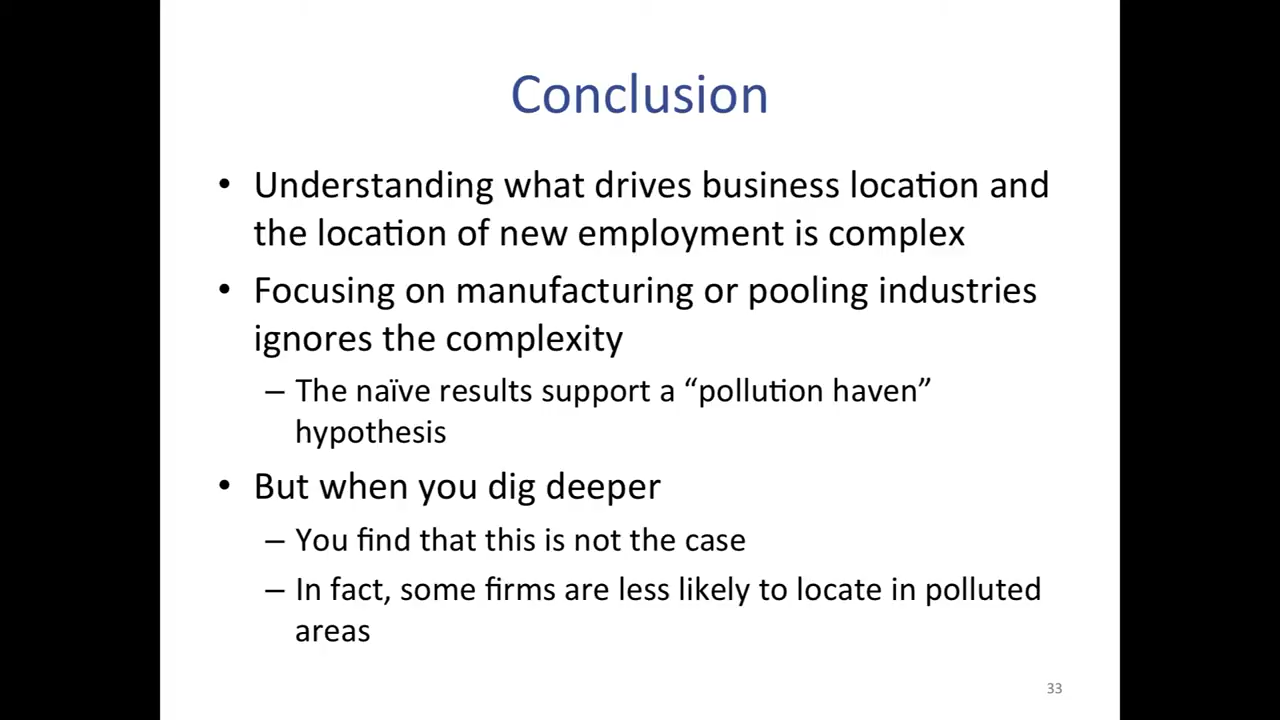 Conclusion
• Understanding what drives business location and
the location of new employment is complex
• Focusing on manufacturing or pooling industries
ignores the complexity
– The naïve results support a “pollution haven”
hypothesis
• But when you dig deeper
– You find that this is not the case
– In fact, some firms are less likely to locate in polluted
areas
33